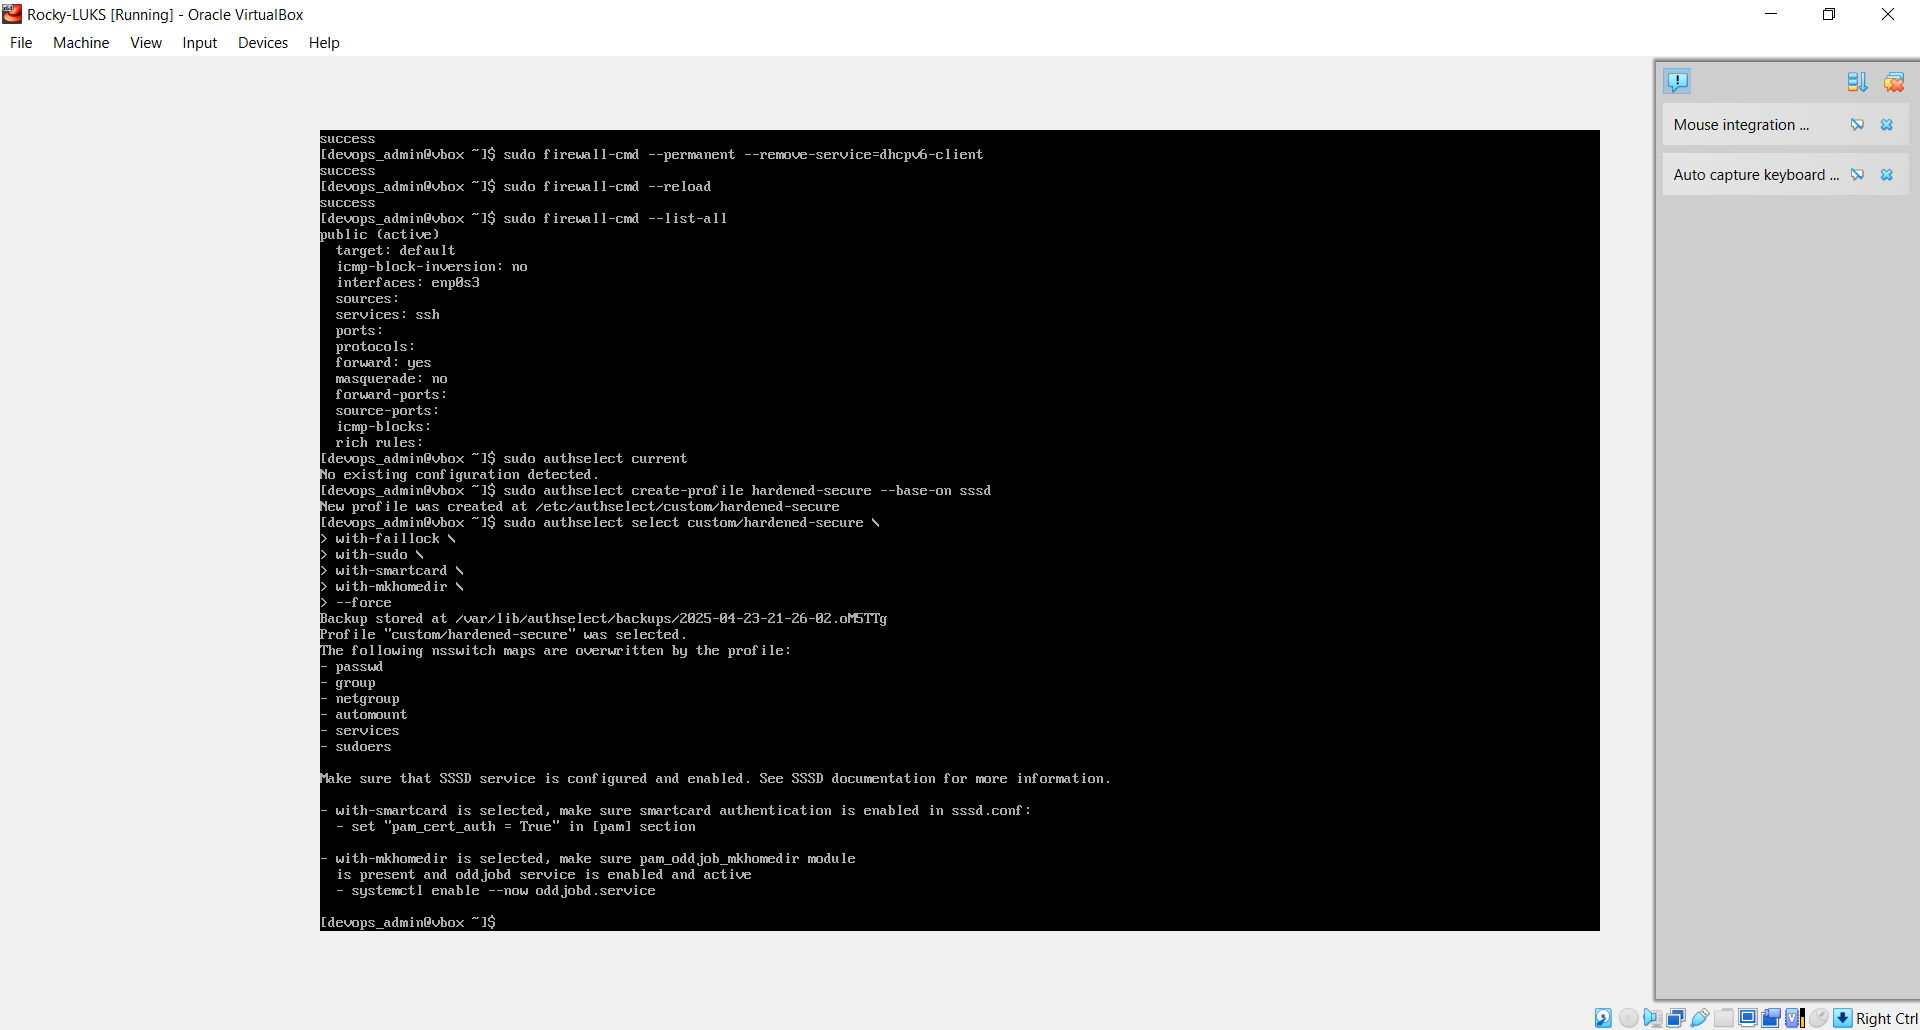 Rocky-LUKS [Running] - Oracle VirtualBox
File Machine View Input Devices Help
Mouse integration ...
Auto capture keyboard ...
success
[devops_admin@vbox ~]$ sudo firewall-cmd --permanent --remove-service=dhcpv6-client
success
[devops_admin@vbox ~]$ sudo firewall-cmd --reload
success
[devops_admin@vbox ~]$ sudo firewall-cmd --list-all
public (active)
  target: default
  icmp-block-inversion: no
  interfaces: enp0s3
  sources:
  services: ssh
  ports:
  protocols:
  forward: yes
  masquerade: no
  forward-ports:
  source-ports:
  icmp-blocks:
  rich rules:
[devops_admin@vbox ~]$ sudo authselect current
No existing configuration detected.
[devops_admin@vbox ~]$ sudo authselect create-profile hardened-secure --base-on sssd
New profile was created at /etc/authselect/custom/hardened-secure
[devops_admin@vbox ~]$ sudo authselect select custom/hardened-secure \
> with-faillock \
> with-sudo \
> with-smartcard \
> with-mkhomedir \
> --force
Backup stored at /var/lib/authselect/backups/2025-04-23-21-26-02.oM5TTg
Profile "custom/hardened-secure" was selected.
The following nsswitch maps are overwritten by the profile:
- passwd
- group
- netgroup
- automount
- services
- sudoers
Make sure that SSSD service is configured and enabled. See SSSD documentation for more information.
- with-smartcard is selected, make sure smartcard authentication is enabled in sssd.conf:
  - set "pam_cert_auth = True" in [pam] section
- with-mkhomedir is selected, make sure pam_oddjob_mkhomedir module
  is present and oddjobd service is enabled and active
  - systemctl enable --now oddjobd.service
[devops_admin@vbox ~]$
Right Ctrl